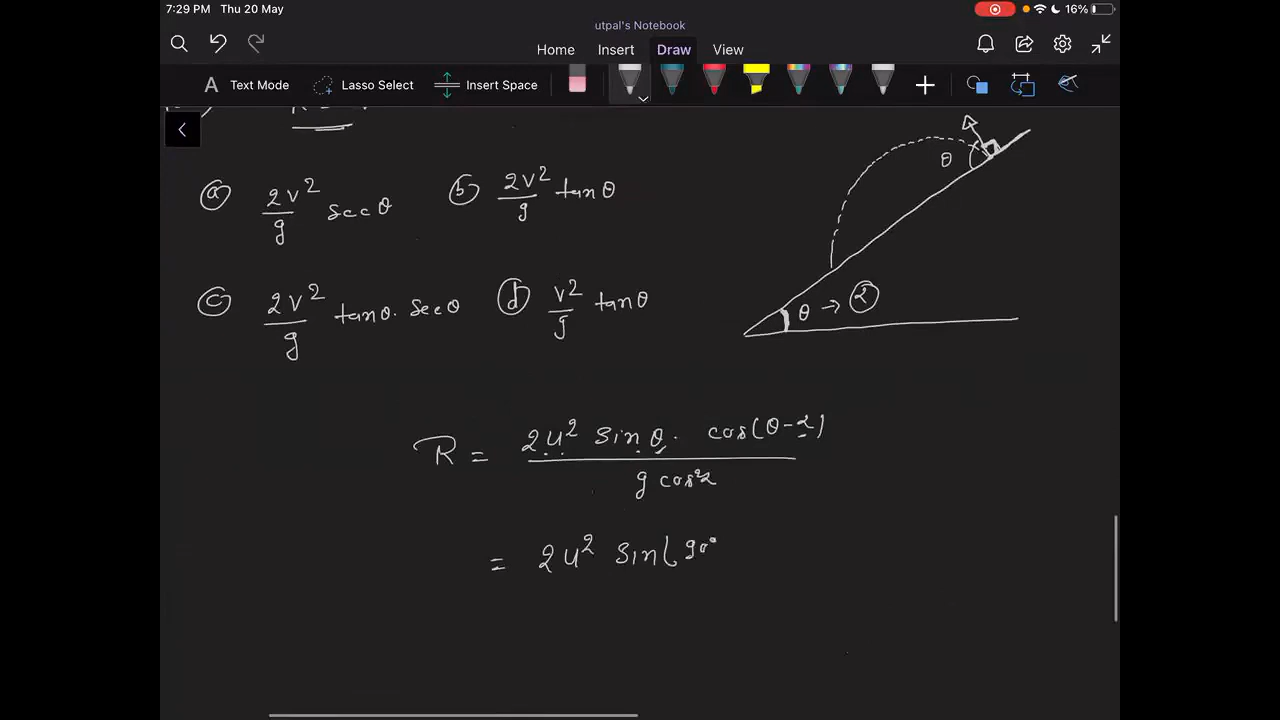 7:29 PM Thu 20 May 16%
utpal's Notebook
Home Insert Draw View
A Text Mode Lasso Select Insert Space
ⓐ 2v²/g secθ ⓑ 2v²/g tanθ
ⓒ 2v²/g tanθ. secθ ⓓ v²/g tanθ
θ
θ → α
R = 2u² sinθ. cos(θ-α) / g cos²α
= 2u² sin(90°